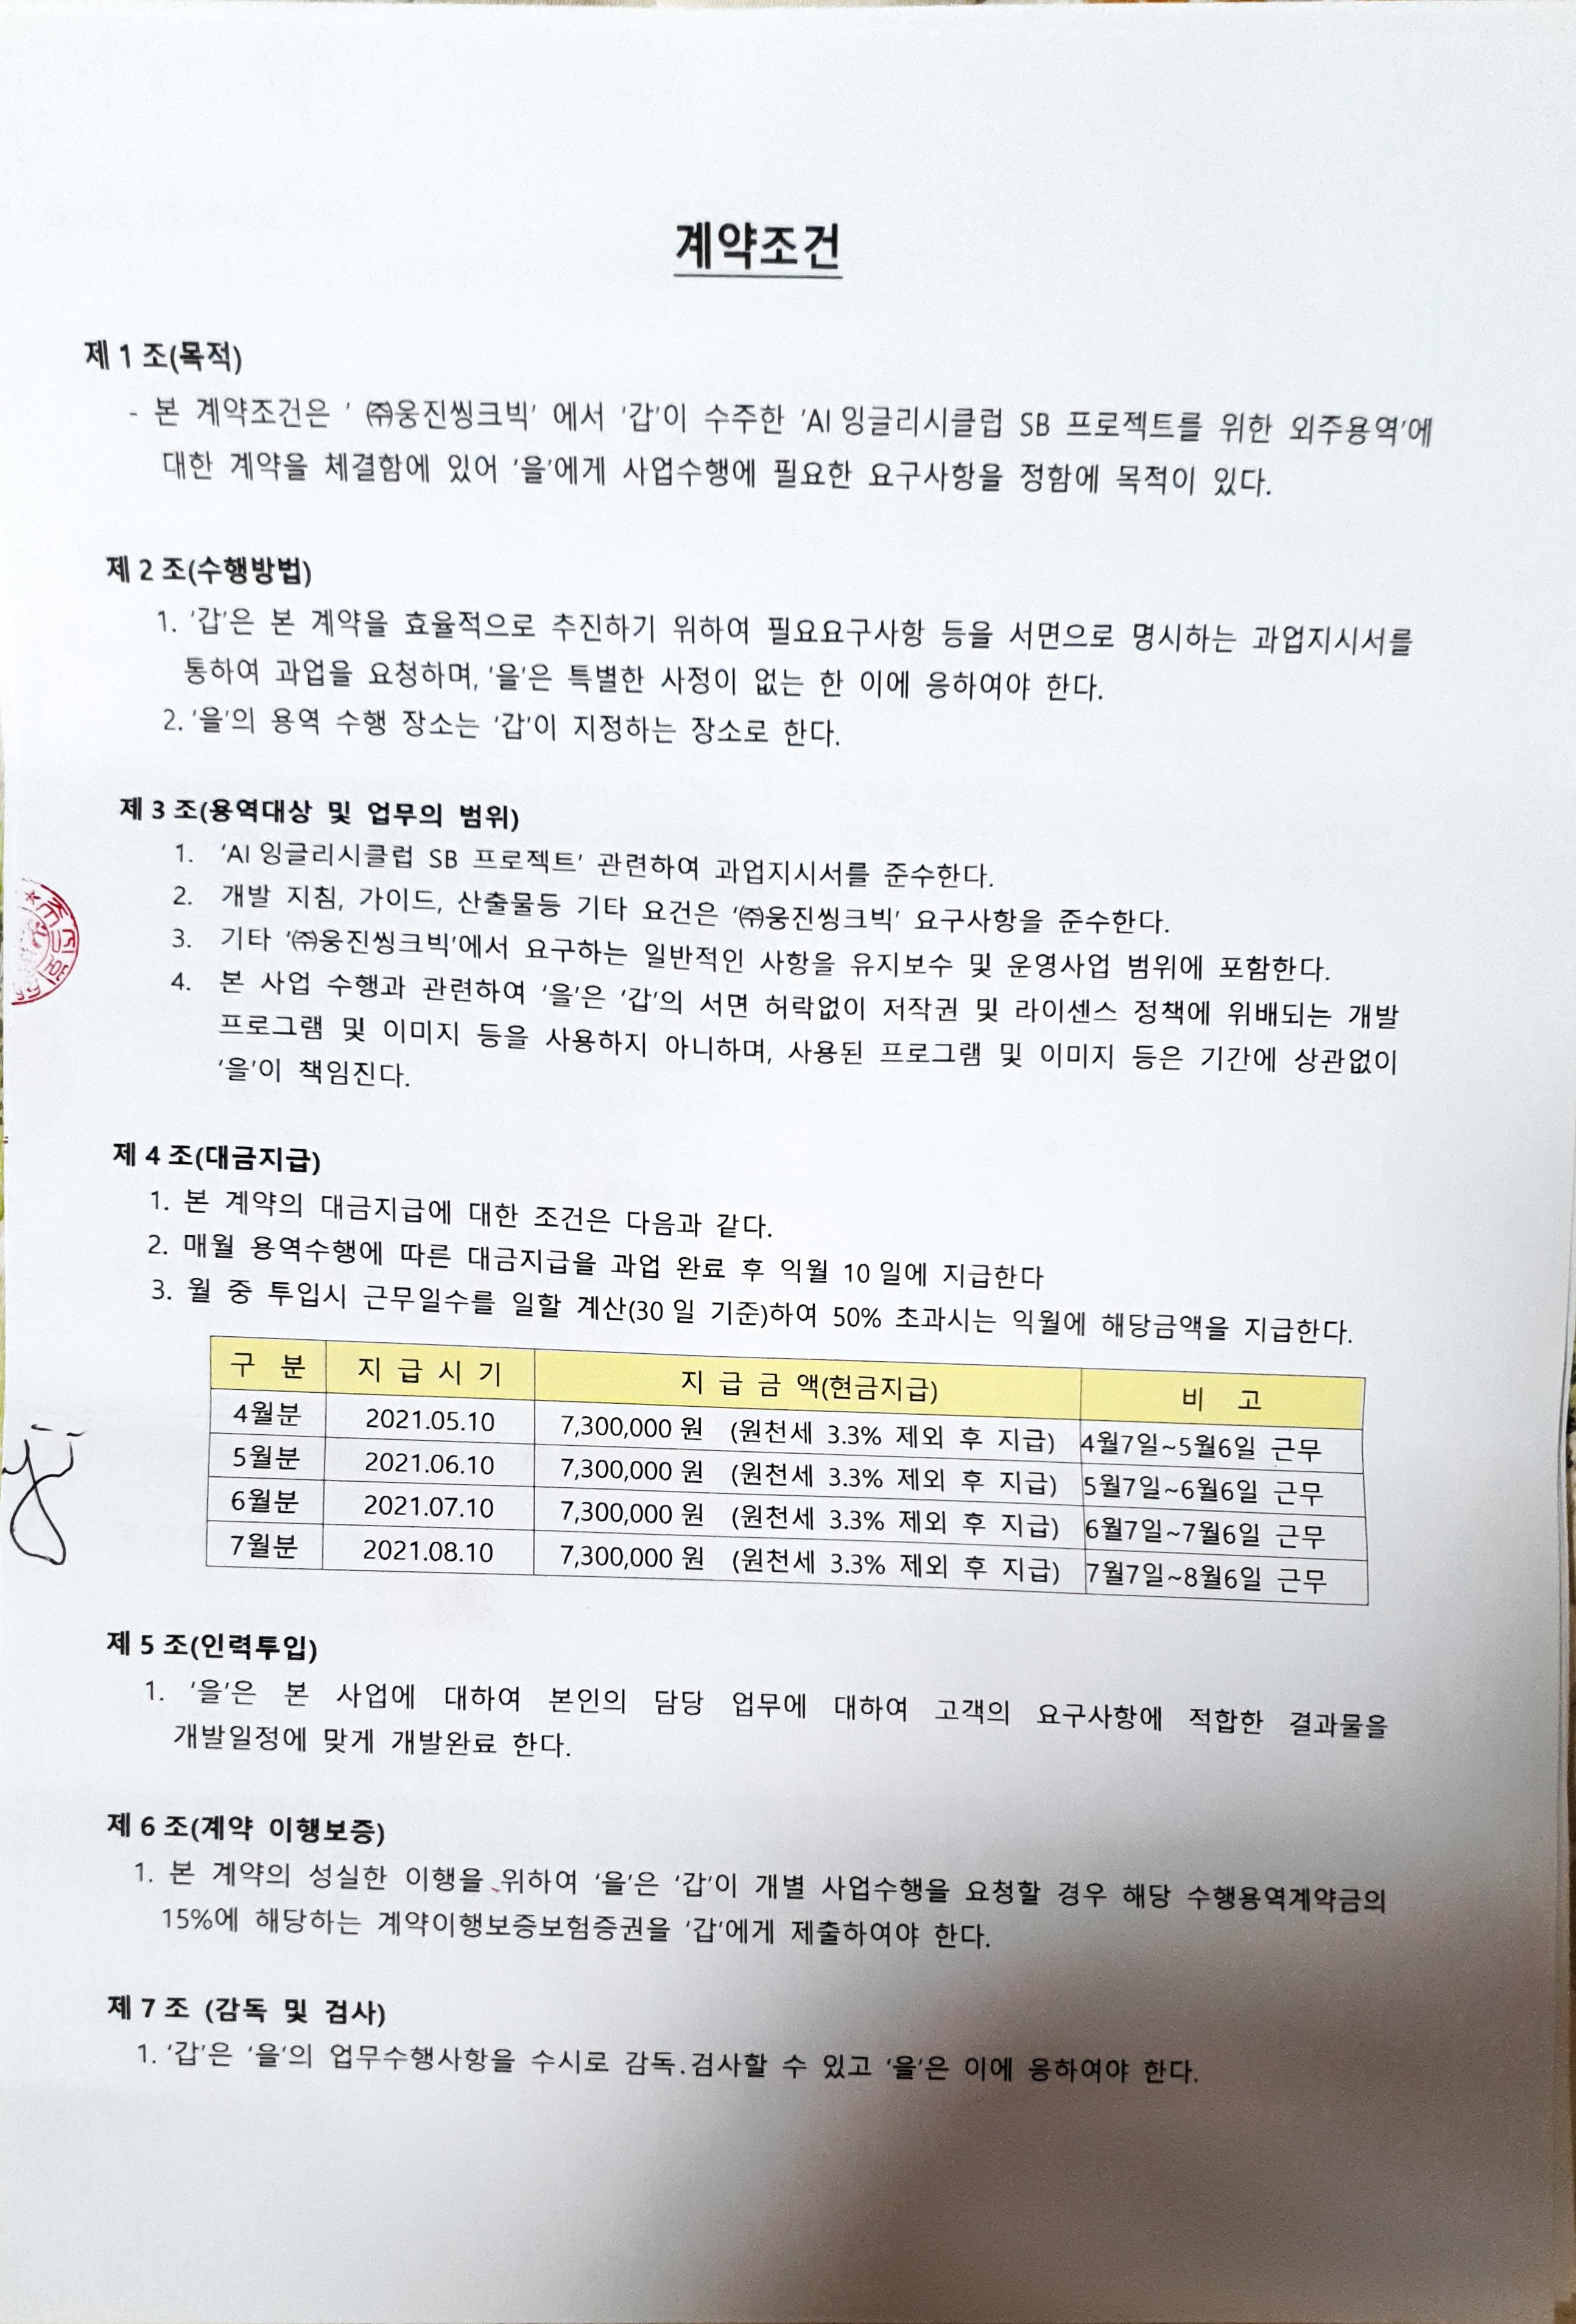 계약조건
제 1 조(목적)
- 본 계약조건은 ' ㈜웅진씽크빅' 에서 '갑'이 수주한 'AI 잉글리시클럽 SB 프로젝트를 위한 외주용역'에
대한 계약을 체결함에 있어 '을'에게 사업수행에 필요한 요구사항을 정함에 목적이 있다.
제 2 조(수행방법)
1. '갑'은 본 계약을 효율적으로 추진하기 위하여 필요요구사항 등을 서면으로 명시하는 과업지시서를
통하여 과업을 요청하며, '을'은 특별한 사정이 없는 한 이에 응하여야 한다.
2. '을'의 용역 수행 장소는 '갑'이 지정하는 장소로 한다.
제 3 조(용역대상 및 업무의 범위)
1. 'AI 잉글리시클럽 SB 프로젝트' 관련하여 과업지시서를 준수한다.
2. 개발 지침, 가이드, 산출물등 기타 요건은 '㈜웅진씽크빅' 요구사항을 준수한다.
3. 기타 '㈜웅진씽크빅'에서 요구하는 일반적인 사항을 유지보수 및 운영사업 범위에 포함한다.
4. 본 사업 수행과 관련하여 '을'은 '갑'의 서면 허락없이 저작권 및 라이센스 정책에 위배되는 개발
프로그램 및 이미지 등을 사용하지 아니하며, 사용된 프로그램 및 이미지 등은 기간에 상관없이
'을'이 책임진다.
제 4 조(대금지급)
1. 본 계약의 대금지급에 대한 조건은 다음과 같다.
2. 매월 용역수행에 따른 대금지급을 과업 완료 후 익월 10 일에 지급한다
3. 월 중 투입시 근무일수를 일할 계산(30 일 기준)하여 50% 초과시는 익월에 해당금액을 지급한다.
구 분 지 급 시 기 지 급 금 액(현금지급) 비 고
4월분 2021.05.10 7,300,000 원 (원천세 3.3% 제외 후 지급) 4월7일~5월6일 근무
5월분 2021.06.10 7,300,000 원 (원천세 3.3% 제외 후 지급) 5월7일~6월6일 근무
6월분 2021.07.10 7,300,000 원 (원천세 3.3% 제외 후 지급) 6월7일~7월6일 근무
7월분 2021.08.10 7,300,000 원 (원천세 3.3% 제외 후 지급) 7월7일~8월6일 근무
제 5 조(인력투입)
1. '을'은 본 사업에 대하여 본인의 담당 업무에 대하여 고객의 요구사항에 적합한 결과물을
개발일정에 맞게 개발완료 한다.
제 6 조(계약 이행보증)
1. 본 계약의 성실한 이행을 위하여 '을'은 '갑'이 개별 사업수행을 요청할 경우 해당 수행용역계약금의
15%에 해당하는 계약이행보증보험증권을 '갑'에게 제출하여야 한다.
제 7 조 (감독 및 검사)
1. '갑'은 '을'의 업무수행사항을 수시로 감독.검사할 수 있고 '을'은 이에 응하여야 한다.